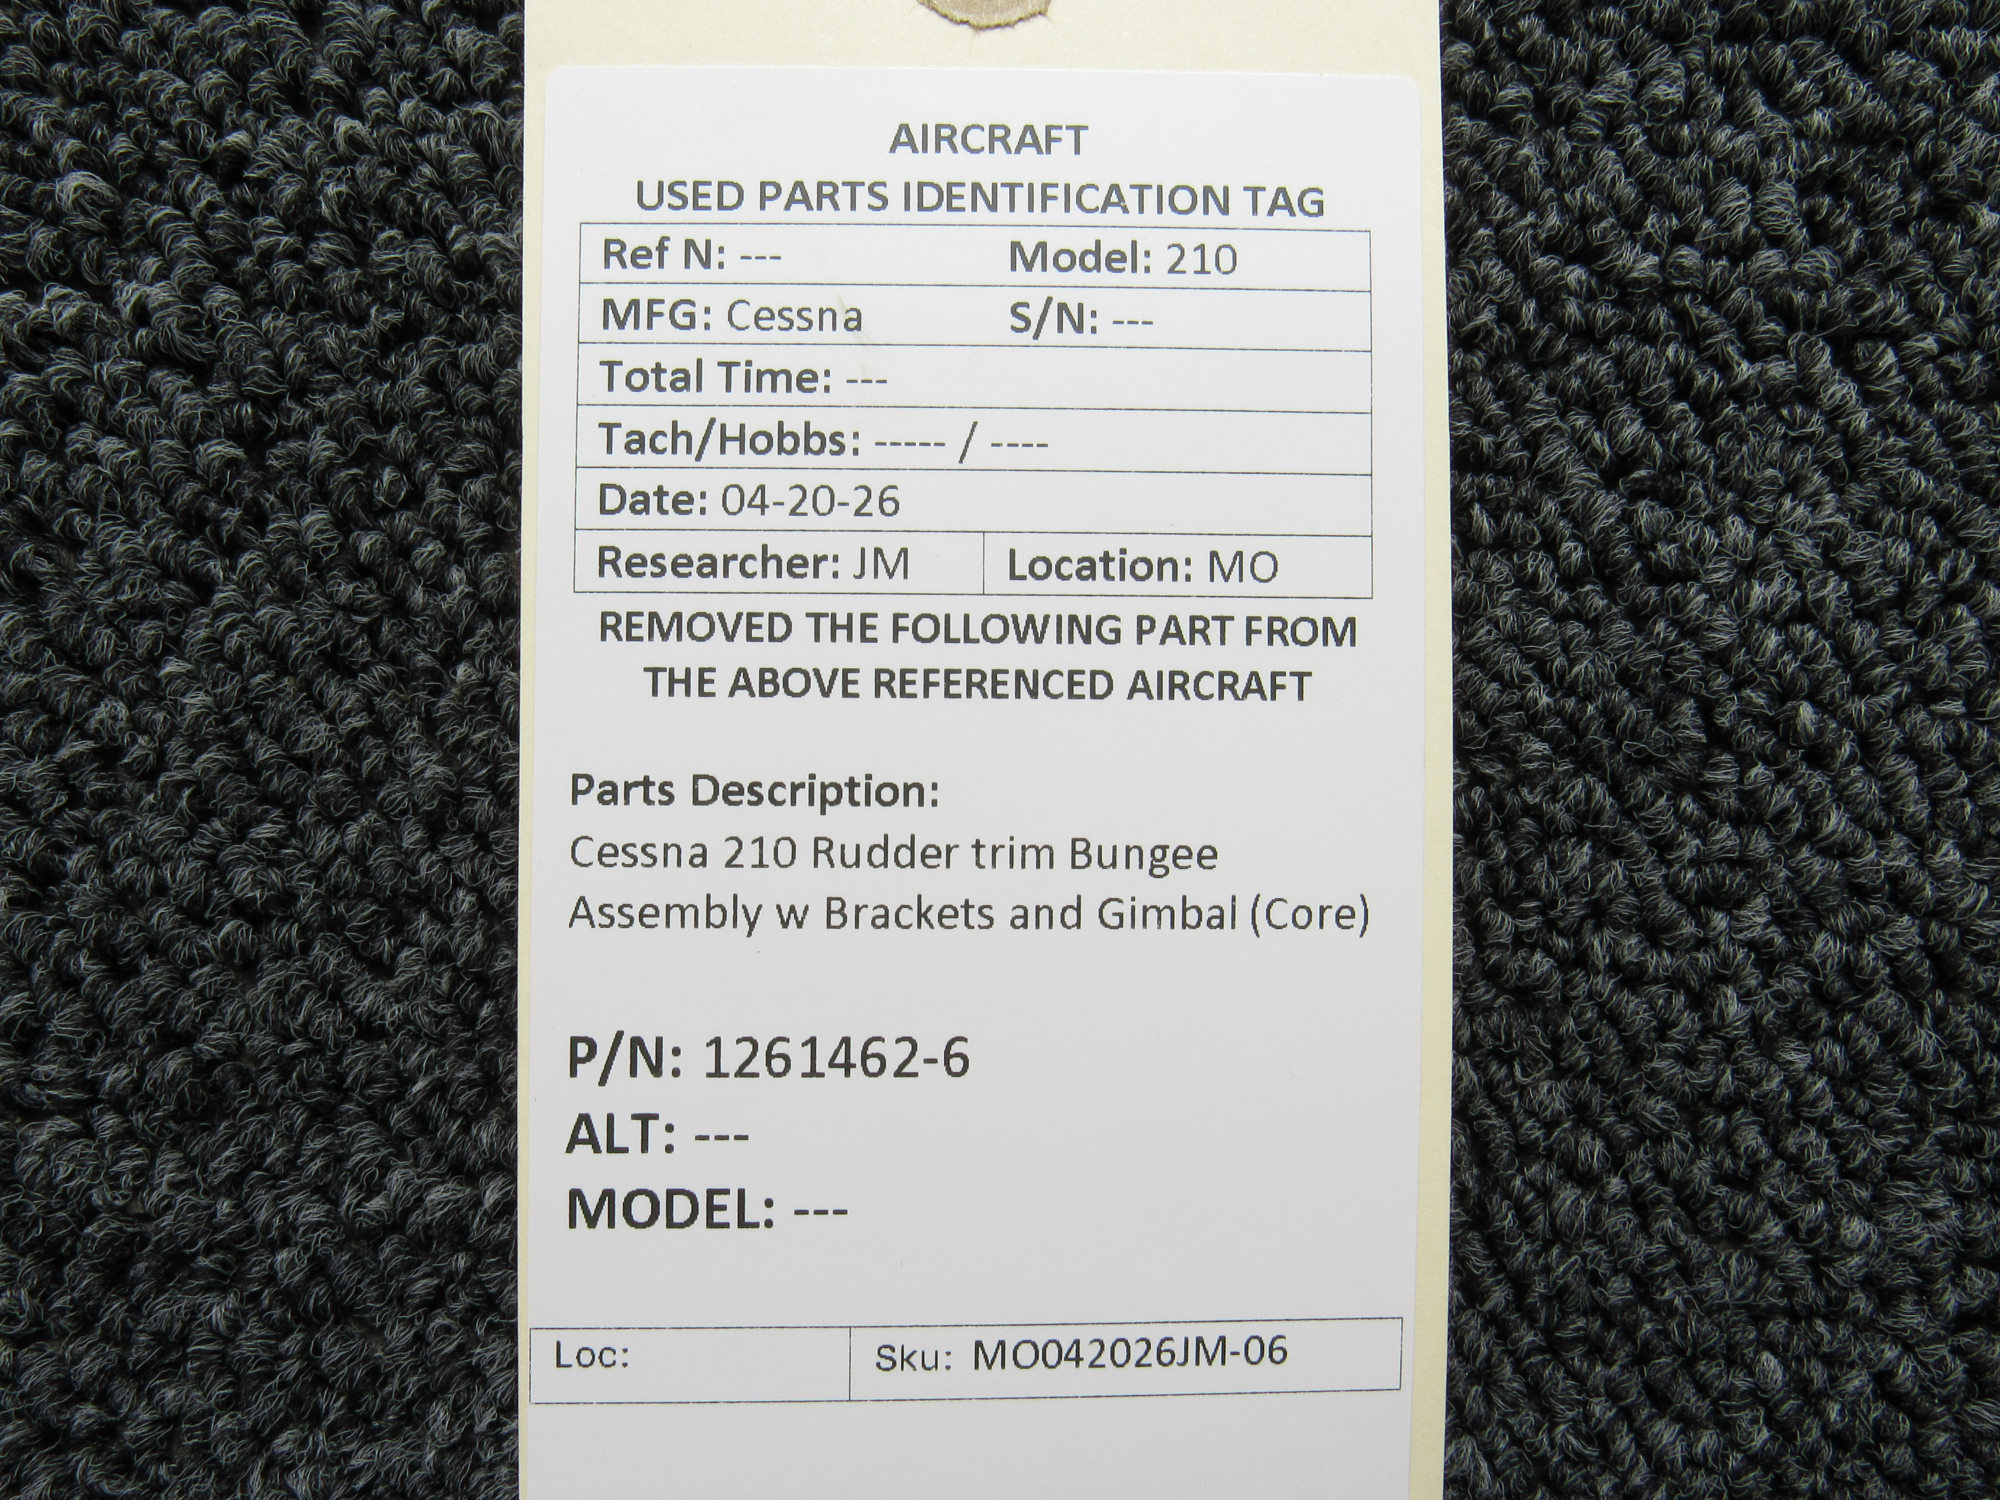 AIRCRAFT
USED PARTS IDENTIFICATION TAG
Ref N: --- Model: 210
MFG: Cessna S/N: ---
Total Time: ---
Tach/Hobbs: ----- / ----
Date: 04-20-26
Researcher: JM Location: MO
REMOVED THE FOLLOWING PART FROM
THE ABOVE REFERENCED AIRCRAFT
Parts Description:
Cessna 210 Rudder trim Bungee
Assembly w Brackets and Gimbal (Core)
P/N: 1261462-6
ALT: ---
MODEL: ---
Loc: Sku: MO042026JM-06